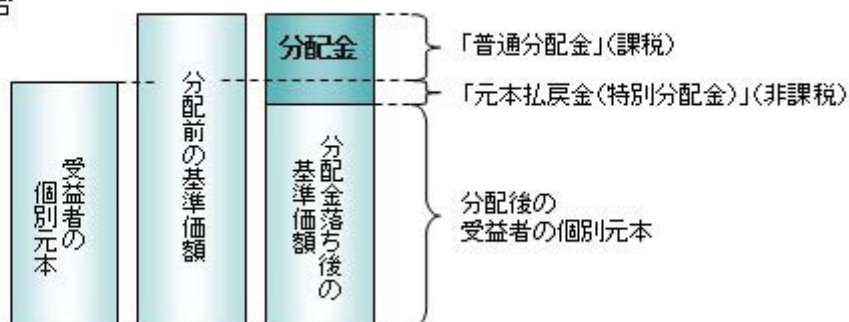 受益者の
個別元本
分配前の基準価額
分配金
分配金落ち後の
基準価額
「普通分配金」(課税)
「元本払戻金(特別分配金)」(非課税)
分配後の
受益者の個別元本